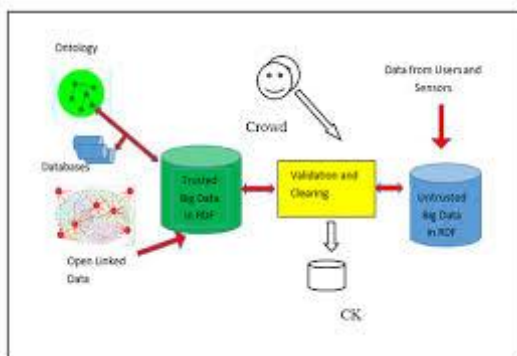 Ontology
Databases
Open Linked
Data
Trusted
Big Data
in RDF
Crowd
Validation and
Clearing
CK
Data from Users and
Sensors
Untrusted
Big Data
in RDF